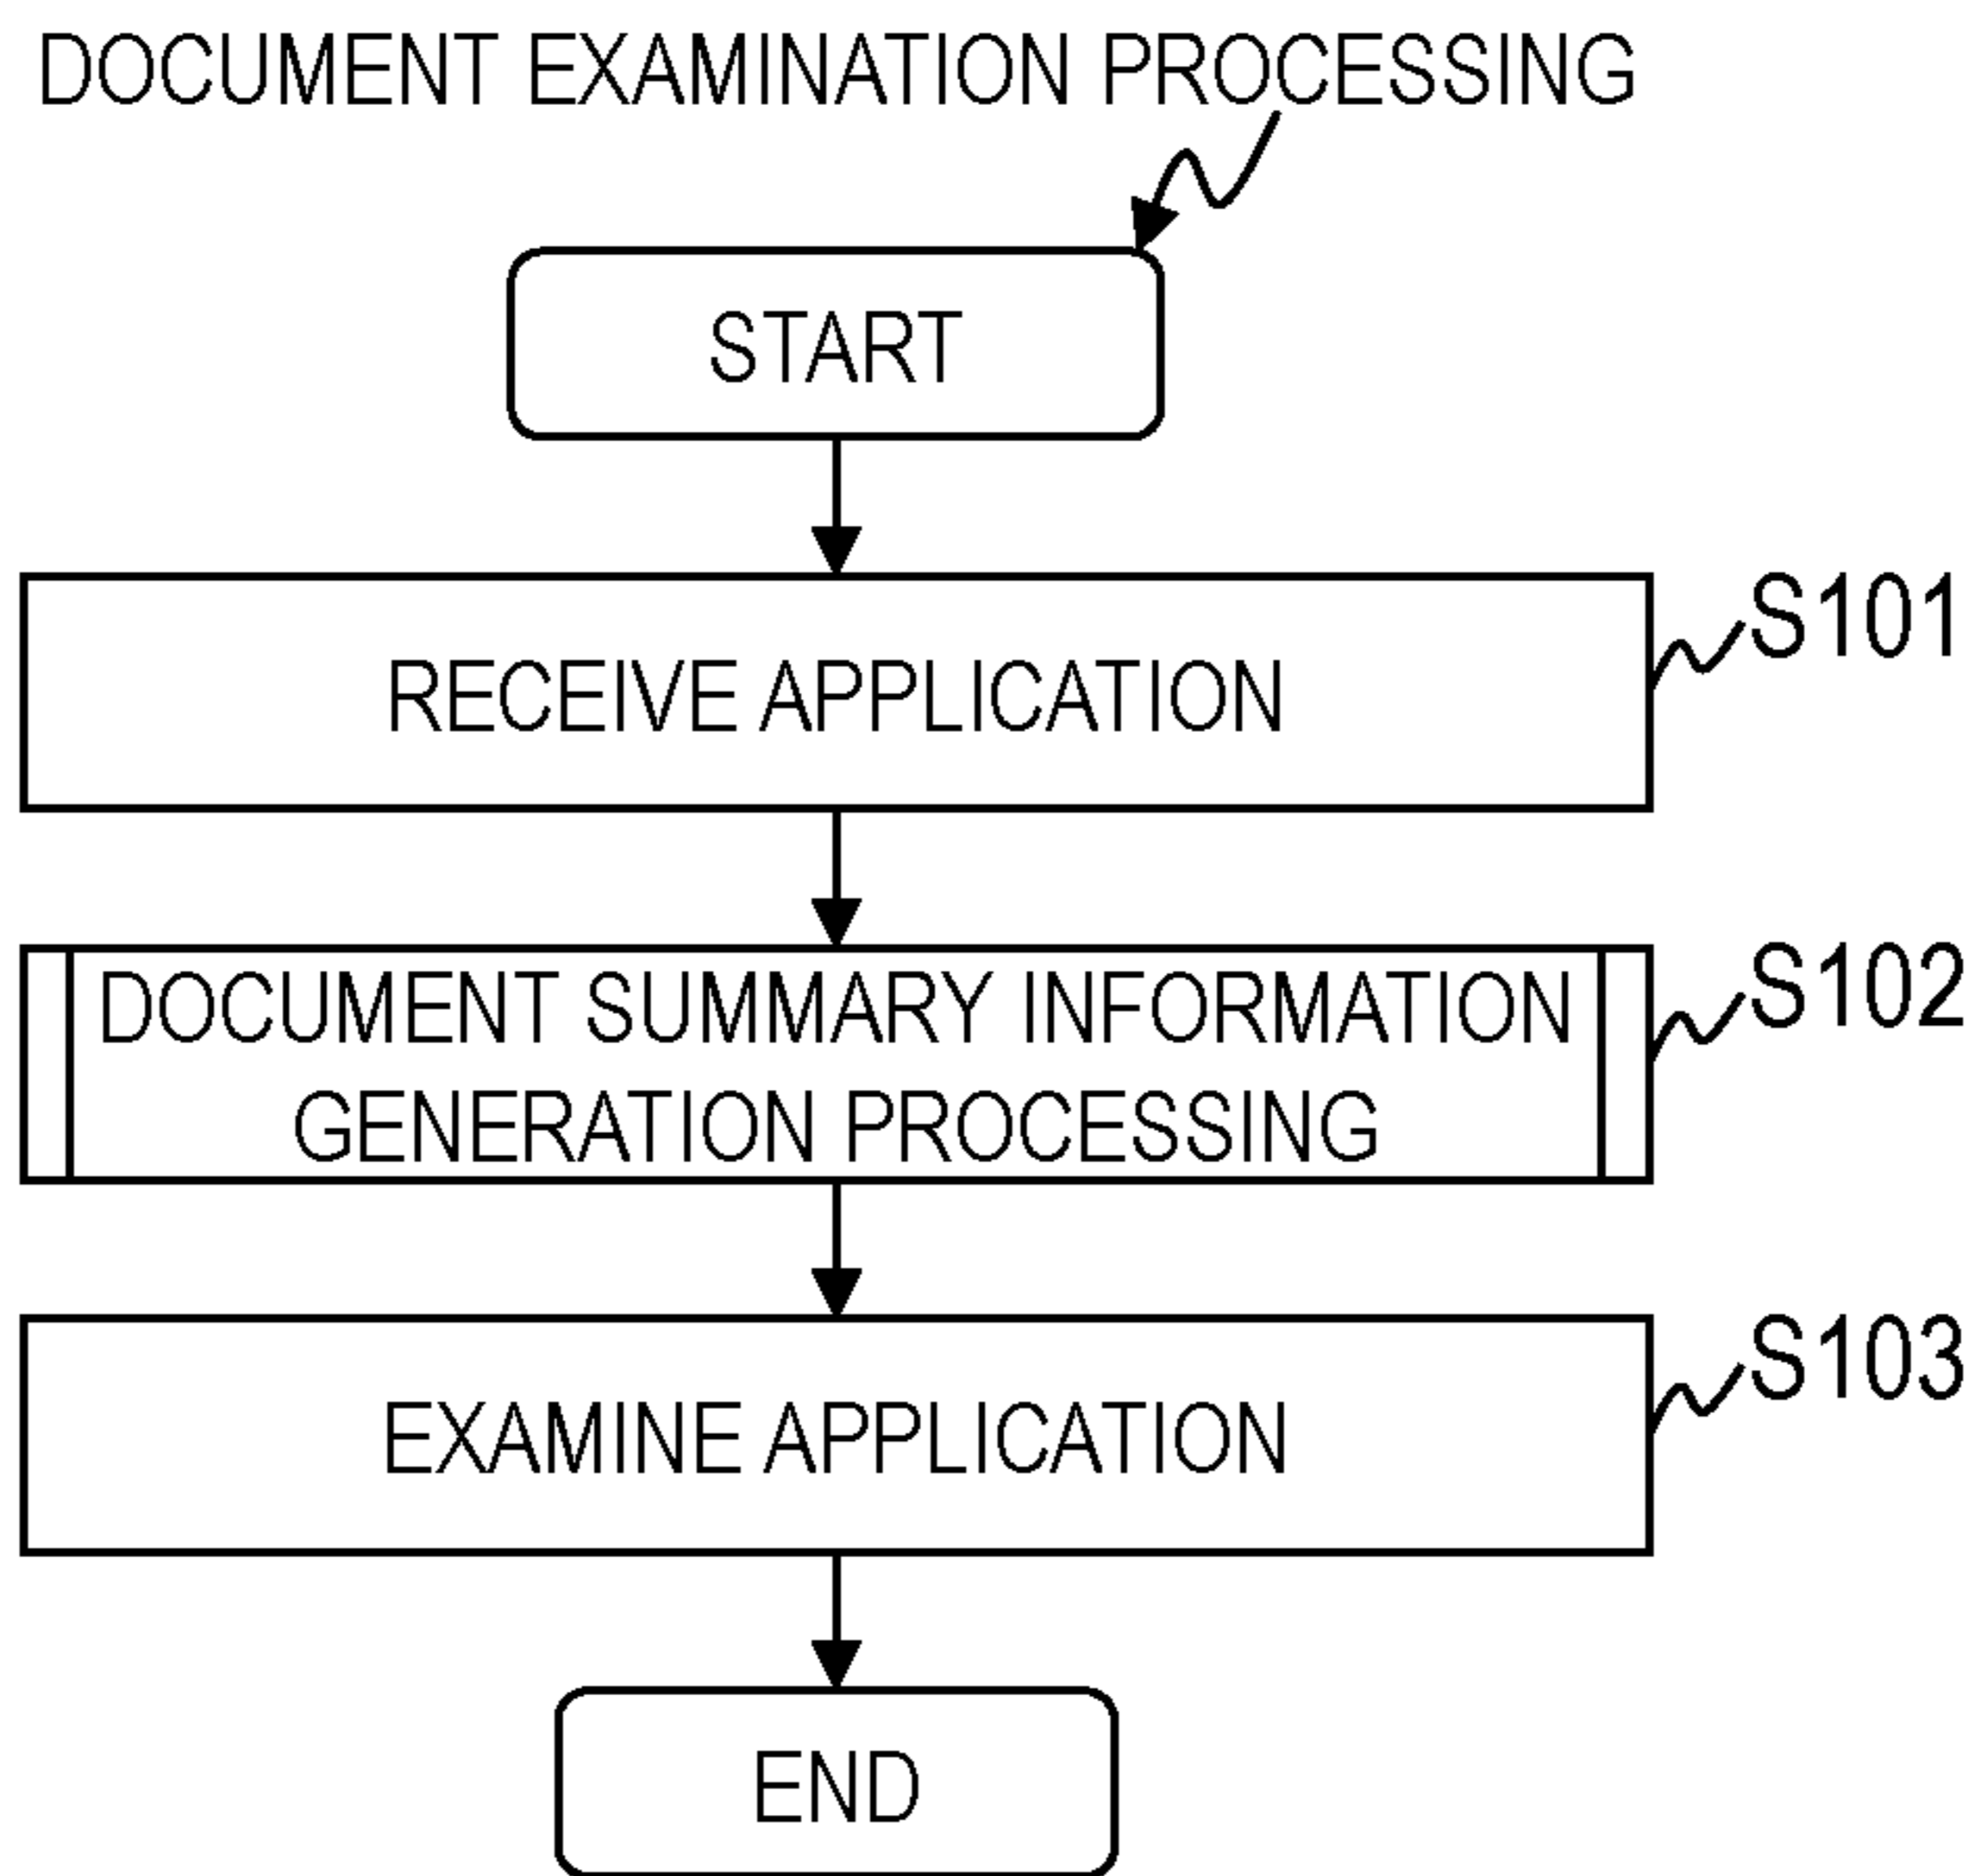 DOCUMENT EXAMINATION PROCESSING
START
RECEIVE APPLICATION
S101
DOCUMENT SUMMARY INFORMATION
GENERATION PROCESSING
S102
EXAMINE APPLICATION
S103
END